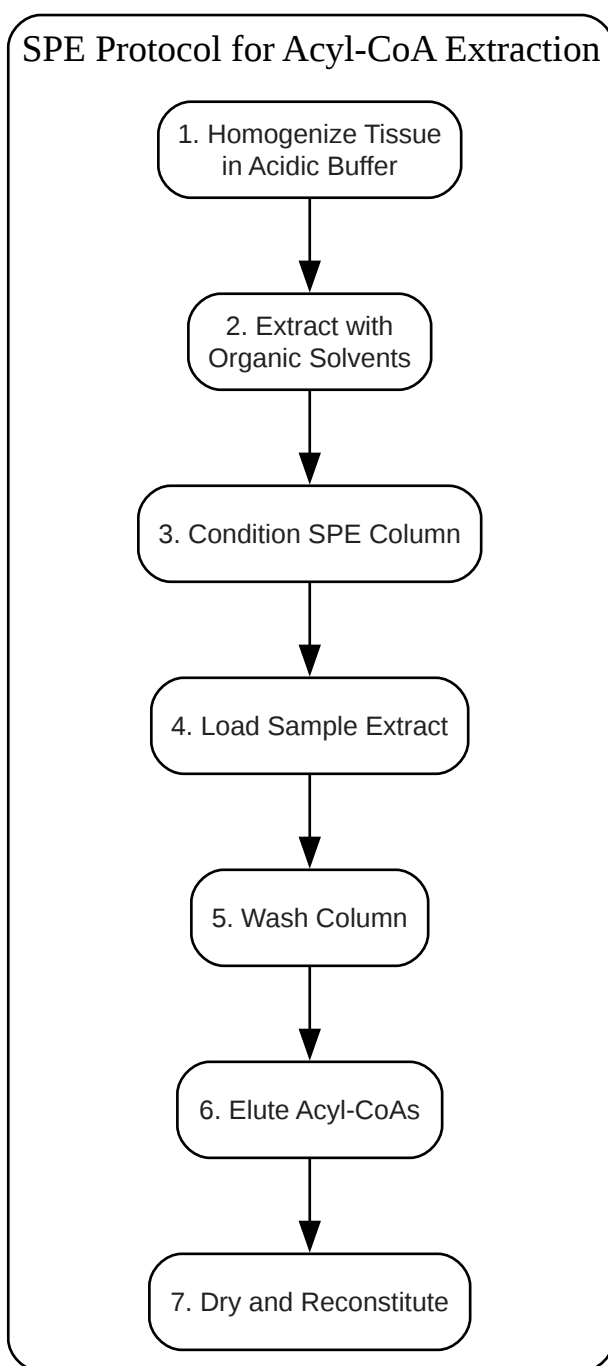 SPE Protocol for Acyl-CoA Extraction
1. Homogenize Tissue
in Acidic Buffer
2. Extract with
Organic Solvents
3. Condition SPE Column
4. Load Sample Extract
5. Wash Column
6. Elute Acyl-CoAs
7. Dry and Reconstitute